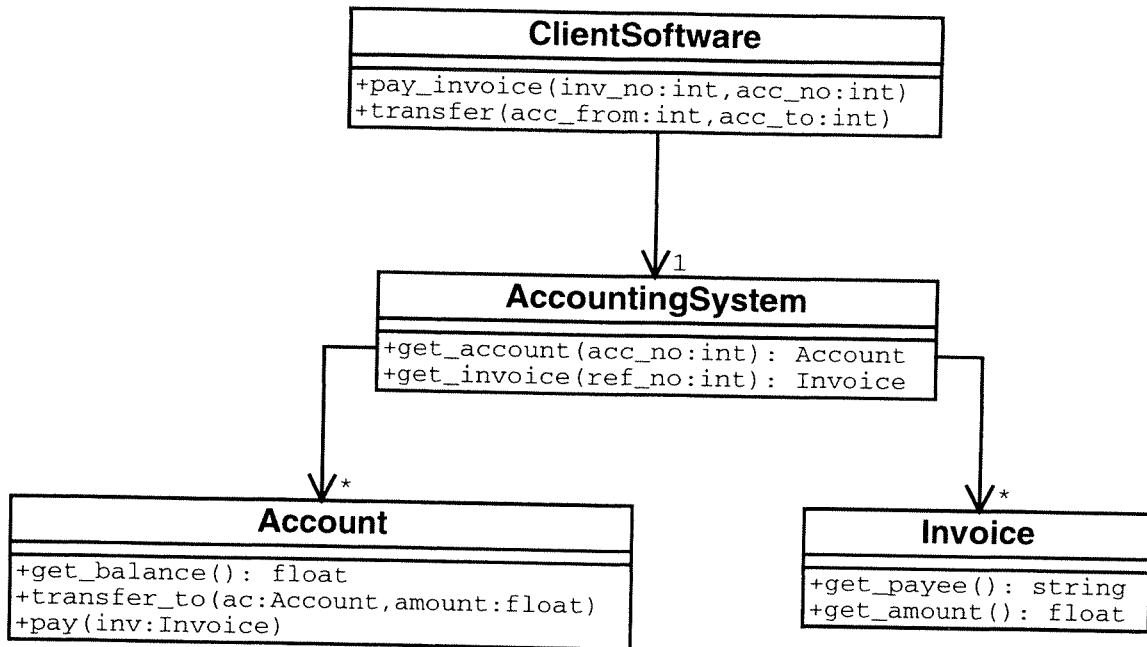 ClientSoftware
+pay_invoice(inv_no:int,acc_no:int)
+transfer(acc_from:int,acc_to:int)
1
AccountingSystem
+get_account(acc_no:int): Account
+get_invoice(ref_no:int): Invoice
*
*
Account
+get_balance(): float
+transfer_to(ac:Account,amount:float)
+pay(inv:Invoice)
Invoice
+get_payee(): string
+get_amount(): float